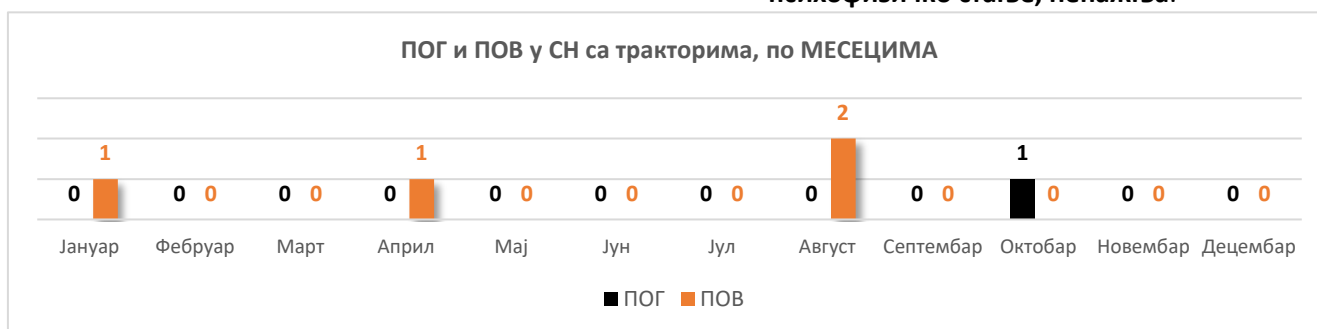 ПОГ и ПОВ у СН са тракторима, по МЕСЕЦИМА
2
1 1 1
0 0 0 0 0 0 0 0 0 0 0 0 0 0 0 0 0 0 0 0
Јануар Фебруар Март Април Мај Јун Јул Август Септембар Октобар Новембар Децембар
ПОГ ПОВ